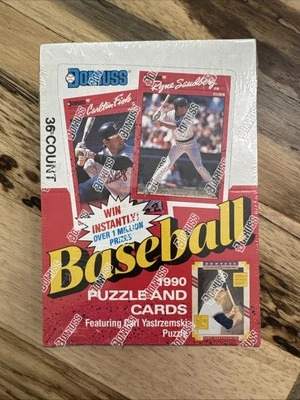 DONRUSS
36 COUNT
Carlton Fisk
Ryne Sandberg
WIN
INSTANTLY!
OVER 1 MILLION
PRIZES
Baseball
1990
PUZZLE AND
CARDS
Featuring Carl Yastrzemski
Puzzle